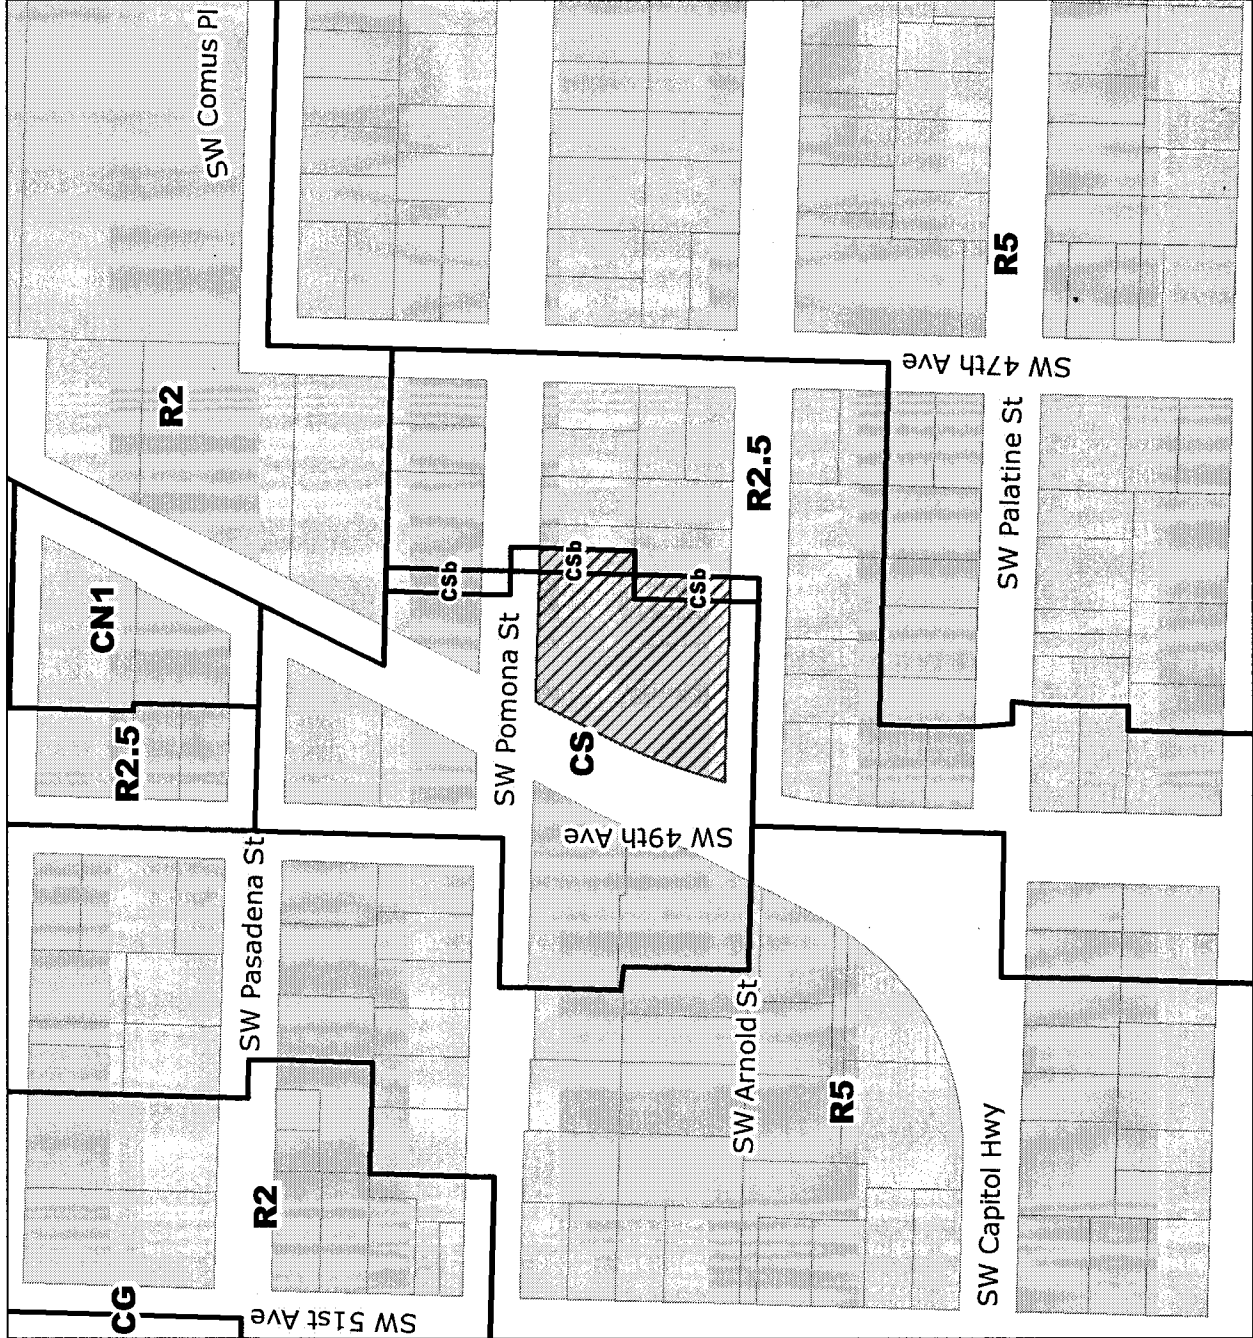 SW Comus Pl
R2
CN1
R2.5
SW Pasadena St
R2
CG
SW 51st Ave
SW Pomona St
CSb
CSb
CSb
CS
SW 49th Ave
R2.5
SW 47th Ave
R5
SW Palatine St
SW Arnold St
R5
SW Capitol Hwy